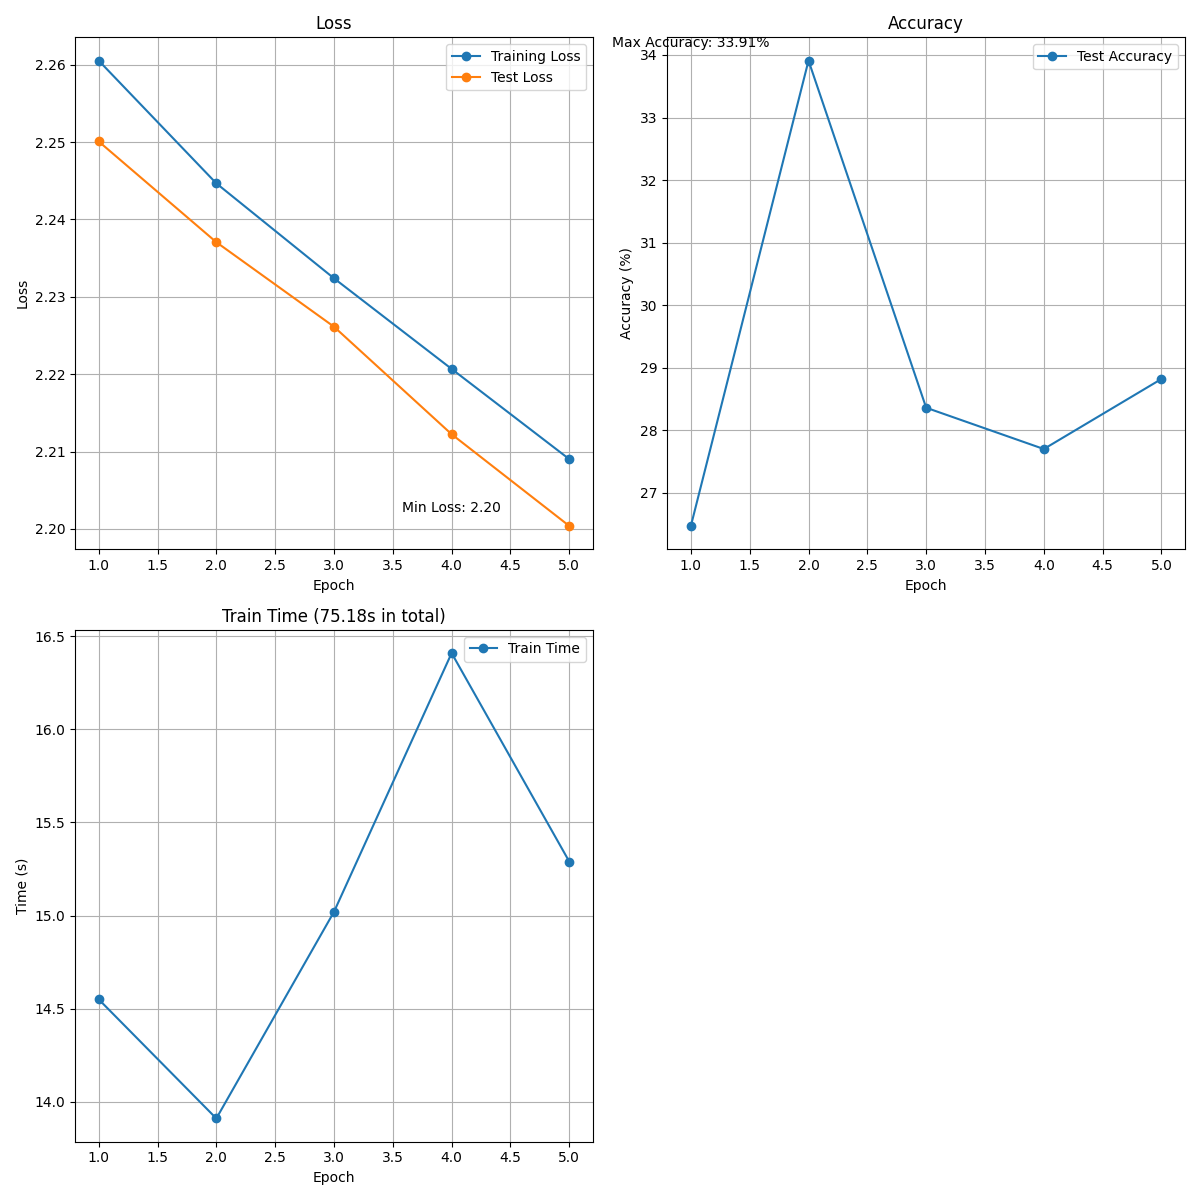 Loss
Training Loss
Test Loss
2.26
2.25
2.24
2.23
2.22
2.21
2.20
Loss
Min Loss: 2.20
1.0 1.5 2.0 2.5 3.0 3.5 4.0 4.5 5.0
Epoch
Accuracy
Max Accuracy: 33.91%
Test Accuracy
34
33
32
31
30
29
28
27
Accuracy (%)
1.0 1.5 2.0 2.5 3.0 3.5 4.0 4.5 5.0
Epoch
Train Time (75.18s in total)
Train Time
16.5
16.0
15.5
15.0
14.5
14.0
Time (s)
1.0 1.5 2.0 2.5 3.0 3.5 4.0 4.5 5.0
Epoch